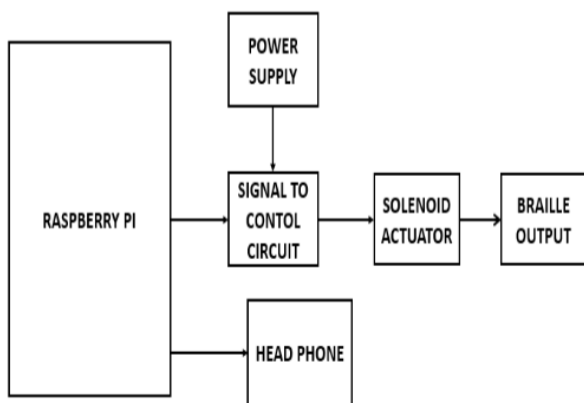 POWER
SUPPLY
RASPBERRY PI
SIGNAL TO
CONTOL
CIRCUIT
SOLENOID
ACTUATOR
BRAILLE
OUTPUT
HEAD PHONE